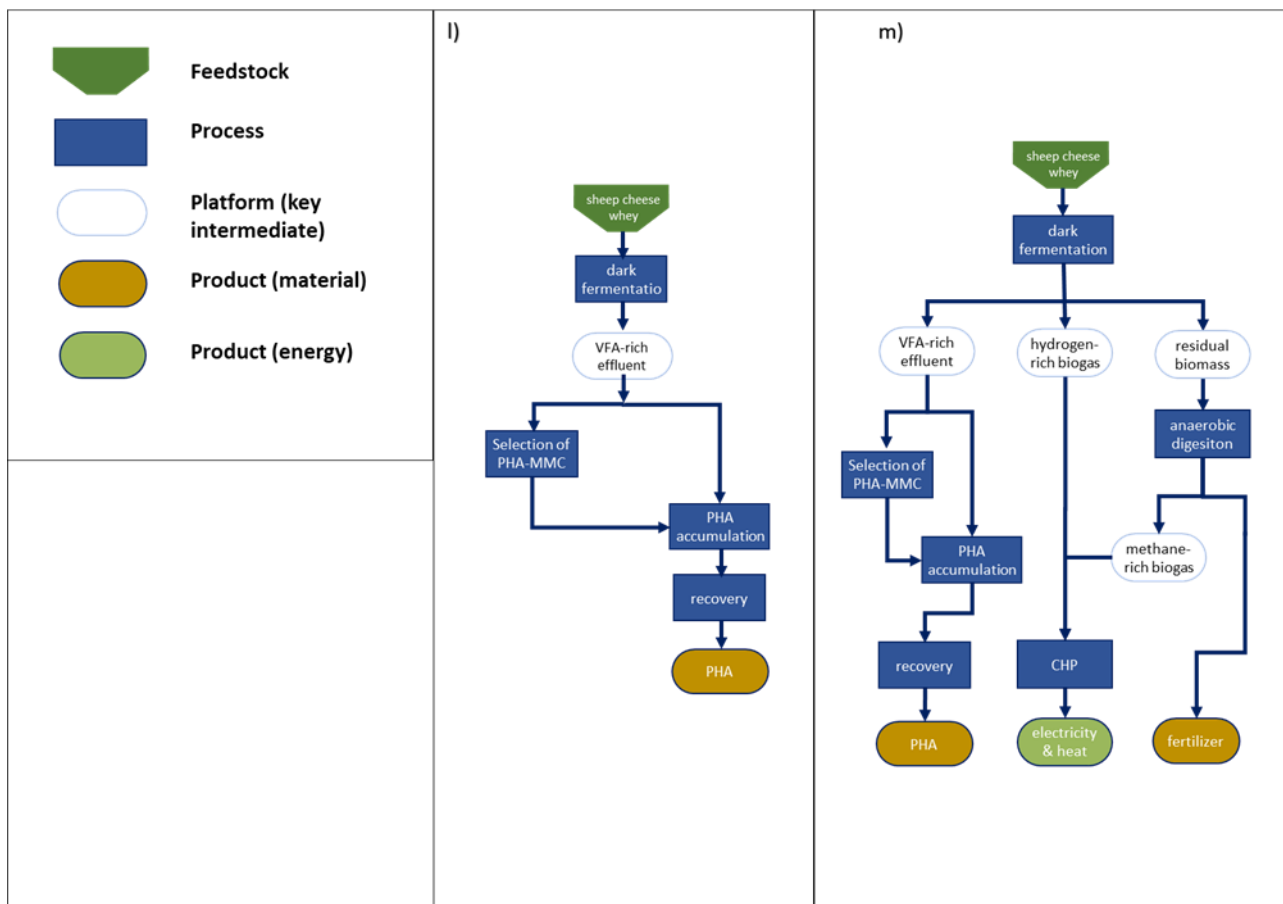 Feedstock
Process
Platform (key
intermediate)
Product (material)
Product (energy)
l)
sheep cheese
whey
dark
fermentatio
VFA-rich
effluent
Selection of
PHA-MMC
PHA
accumulation
recovery
PHA
m)
sheep cheese
whey
dark
fermentation
VFA-rich
effluent
hydrogen-
rich biogas
residual
biomass
anaerobic
digesiton
Selection of
PHA-MMC
PHA
accumulation
methane-
rich biogas
recovery
CHP
PHA
electricity
& heat
fertilizer